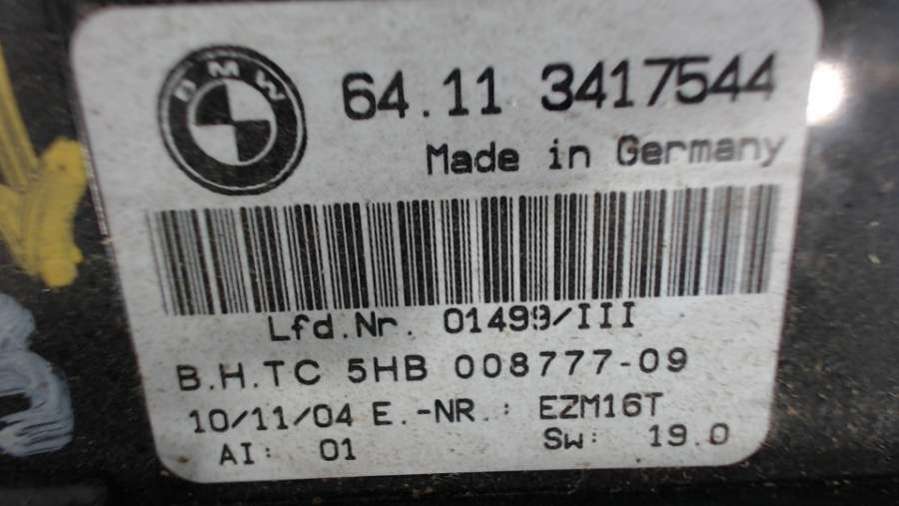 BMW
64.11 3417544
Made in Germany
Lfd.Nr. 01499/III
B.H.TC 5HB 008777-09
10/11/04 E.-NR.: EZM16T
AI: 01 SW: 19.0